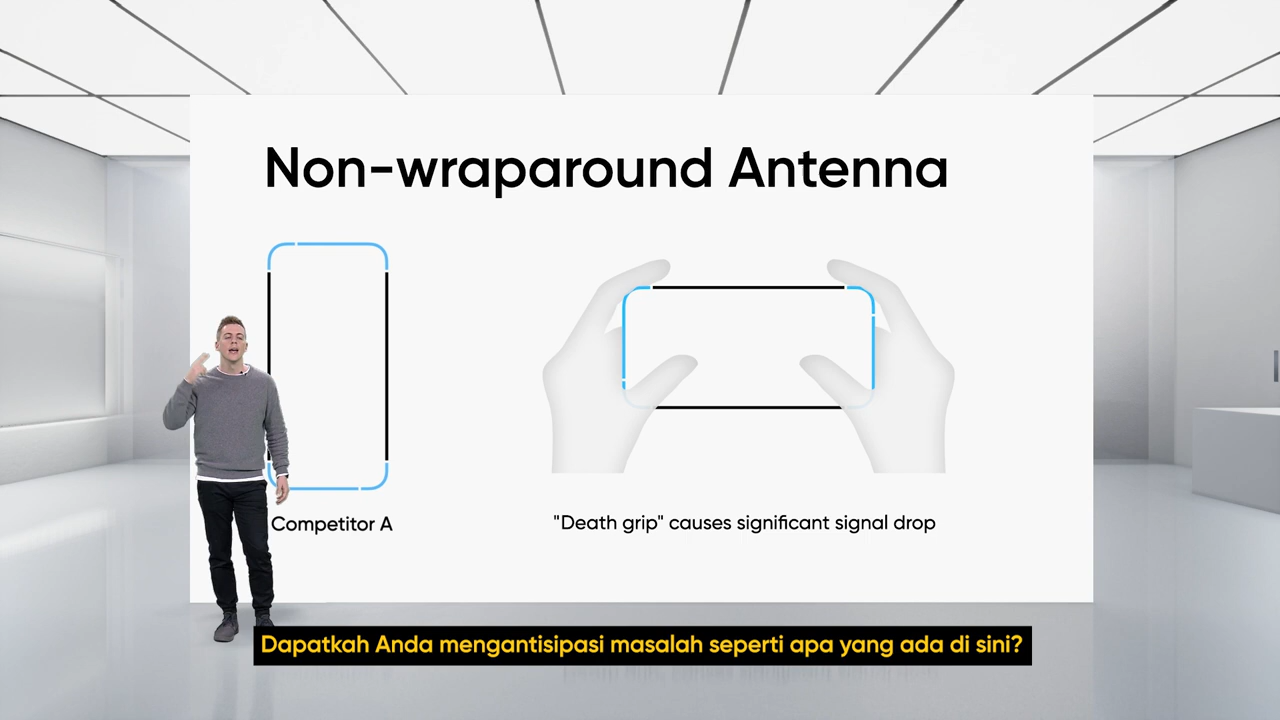 Non-wraparound Antenna
Competitor A
"Death grip" causes significant signal drop
Dapatkah Anda mengantisipasi masalah seperti apa yang ada di sini?